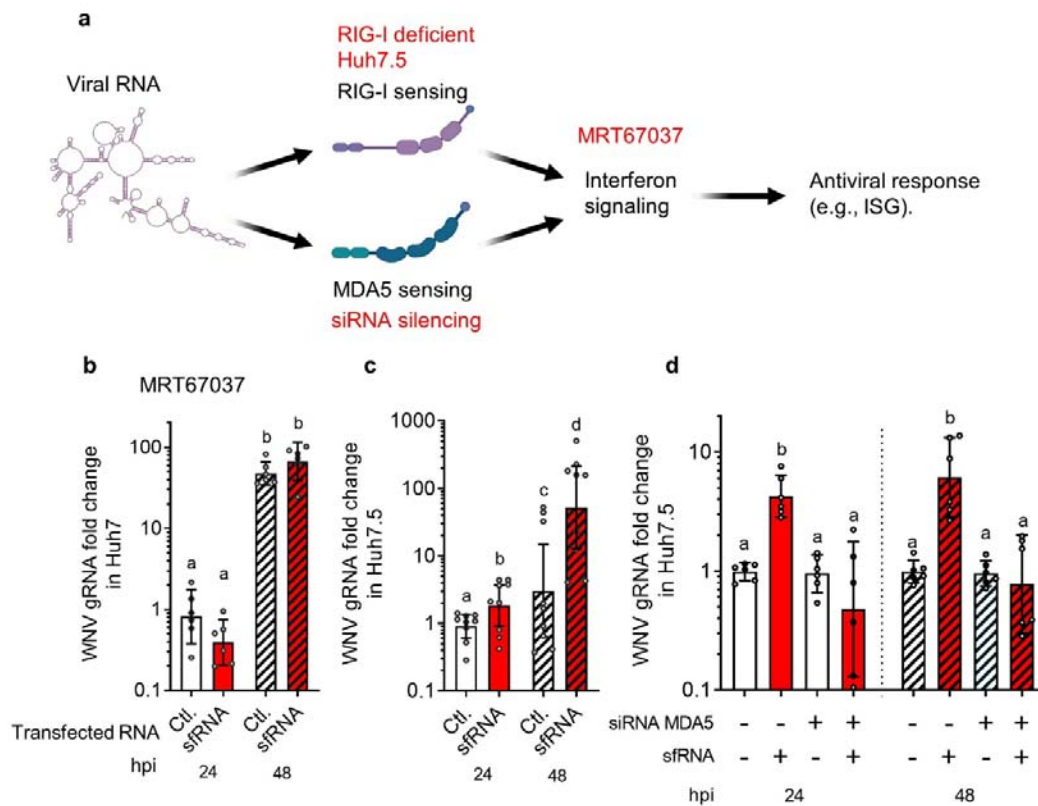 a
RIG-I deficient
Huh7.5
Viral RNA
RIG-I sensing
MRT67037
Interferon
signaling
Antiviral response
(e.g., ISG).
MDA5 sensing
siRNA silencing
b
MRT67037
WNV gRNA fold change
in Huh7
100
10
1
0.1
a
a
b
b
Transfected RNA
Ctl.
sfRNA
Ctl.
sfRNA
hpi
24
48
c
WNV gRNA fold change
in Huh7.5
1000
100
10
1
0.1
a
b
c
d
Ctl.
sfRNA
Ctl.
sfRNA
24
48
d
WNV gRNA fold change
in Huh7.5
10
1
0.1
a
b
a
a
a
b
a
a
siRNA MDA5 - - + + - - + +
sfRNA - + - + - + - +
hpi
24
48